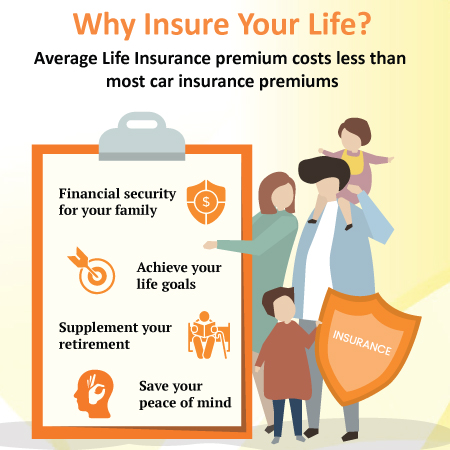 Why Insure Your Life?
Average Life Insurance premium costs less than
most car insurance premiums
Financial security
for your family
$
Achieve your
life goals
Supplement your
retirement
Save your
peace of mind
INSURANCE